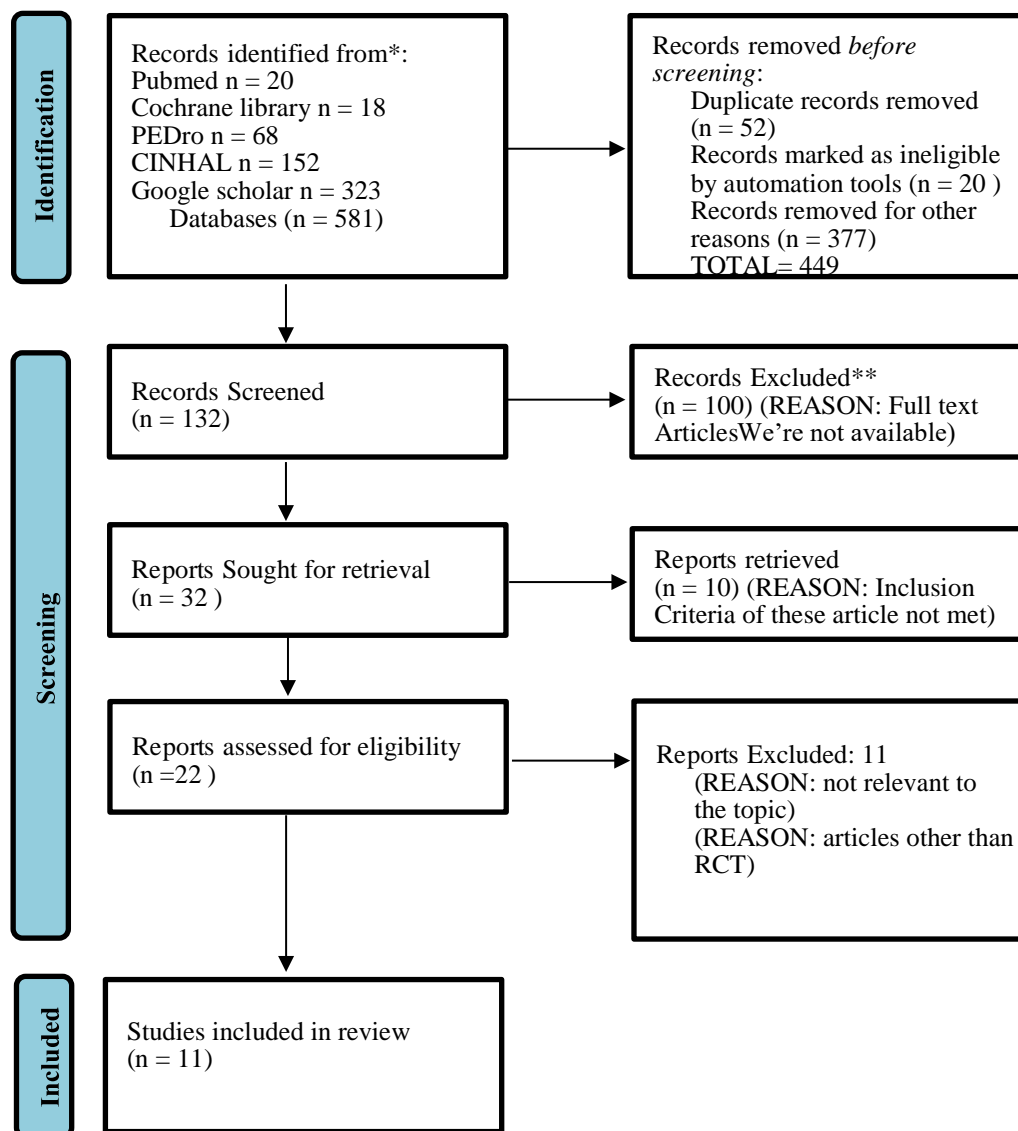 Identification
Records identified from*:
Pubmed n = 20
Cochrane library n = 18
PEDro n = 68
CINHAL n = 152
Google scholar n = 323
Databases (n = 581)
Records removed before
screening:
Duplicate records removed
(n = 52)
Records marked as ineligible
by automation tools (n = 20 )
Records removed for other
reasons (n = 377)
TOTAL= 449
Screening
Records Screened
(n = 132)
Records Excluded**
(n = 100) (REASON: Full text
ArticlesWe’re not available)
Reports Sought for retrieval
(n = 32 )
Reports retrieved
(n = 10) (REASON: Inclusion
Criteria of these article not met)
Reports assessed for eligibility
(n =22 )
Reports Excluded: 11
(REASON: not relevant to
the topic)
(REASON: articles other than
RCT)
Included
Studies included in review
(n = 11)